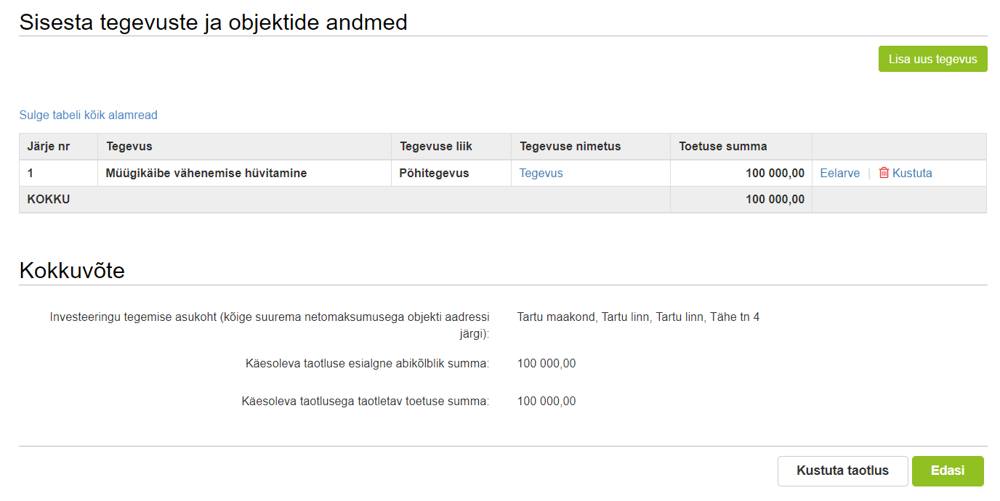 Sisesta tegevuste ja objektide andmed
Lisa uus tegevus
Sulge tabeli kõik alamread
Järje nr Tegevus Tegevuse liik Tegevuse nimetus Toetuse summa
1 Müügikäibe vähenemise hüvitamine Põhitegevus Tegevus 100 000,00 Eelarve | Kustuta
KOKKU 100 000,00
Kokkuvõte
Investeeringu tegemise asukoht (kõige suurema netomaksumusega objekti aadressi Tartu maakond, Tartu linn, Tartu linn, Tähe tn 4
järgi):
Käesoleva taotluse esialgne abikõlblik summa: 100 000,00
Käesoleva taotlusega taotletav toetuse summa: 100 000,00
Kustuta taotlus Edasi